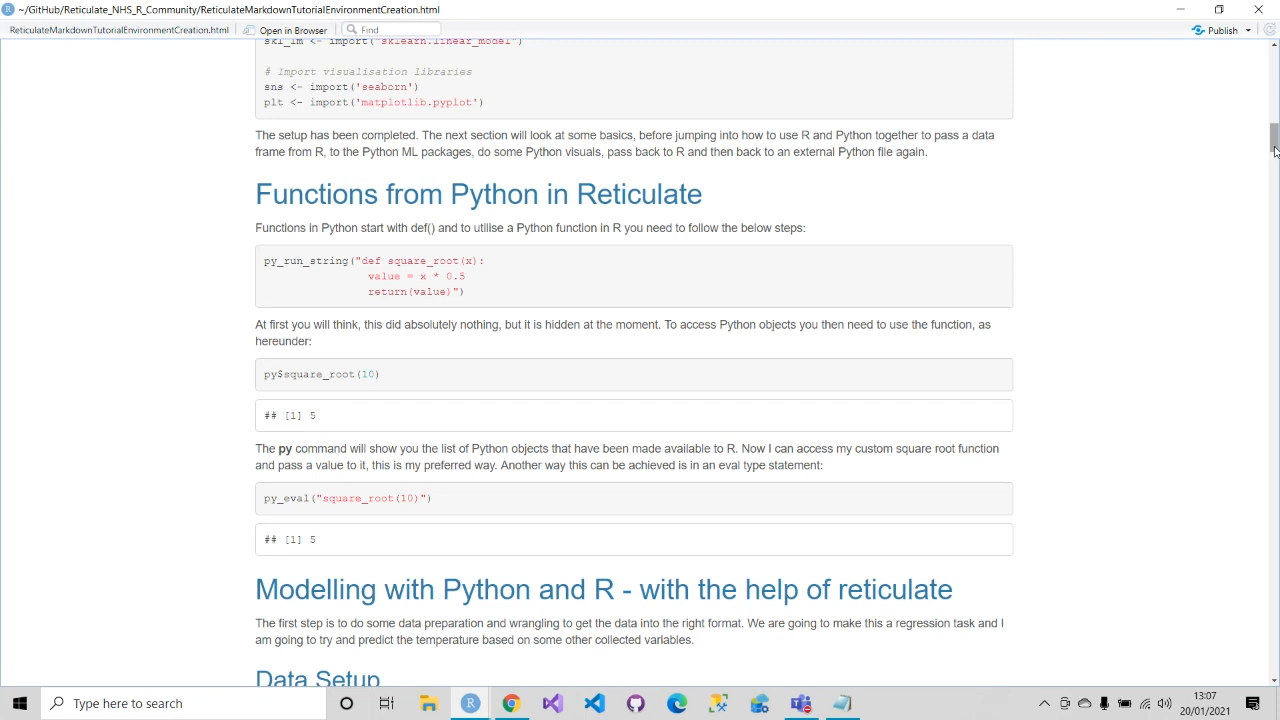 ~/GitHub/Reticulate_NHS_R_Community/ReticulateMarkdownTutorialEnvironmentCreation.html
ReticulateMarkdownTutorialEnvironmentCreation.html
Open in Browser
Find
Publish
skl_lm <- import("sklearn.linear_model")
# Import visualisation libraries
sns <- import('seaborn')
plt <- import('matplotlib.pyplot')
The setup has been completed. The next section will look at some basics, before jumping into how to use R and Python together to pass a data
frame from R, to the Python ML packages, do some Python visuals, pass back to R and then back to an external Python file again.
Functions from Python in Reticulate
Functions in Python start with def() and to utilise a Python function in R you need to follow the below steps:
py_run_string("def square_root(x):
value = x * 0.5
return(value)")
At first you will think, this did absolutely nothing, but it is hidden at the moment. To access Python objects you then need to use the function, as
hereunder:
py$square_root(10)
## [1] 5
The py command will show you the list of Python objects that have been made available to R. Now I can access my custom square root function
and pass a value to it, this is my preferred way. Another way this can be achieved is in an eval type statement:
py_eval("square_root(10)")
## [1] 5
Modelling with Python and R - with the help of reticulate
The first step is to do some data preparation and wrangling to get the data into the right format. We are going to make this a regression task and I
am going to try and predict the temperature based on some other collected variables.
Data Setup
Type here to search
13:07
20/01/2021